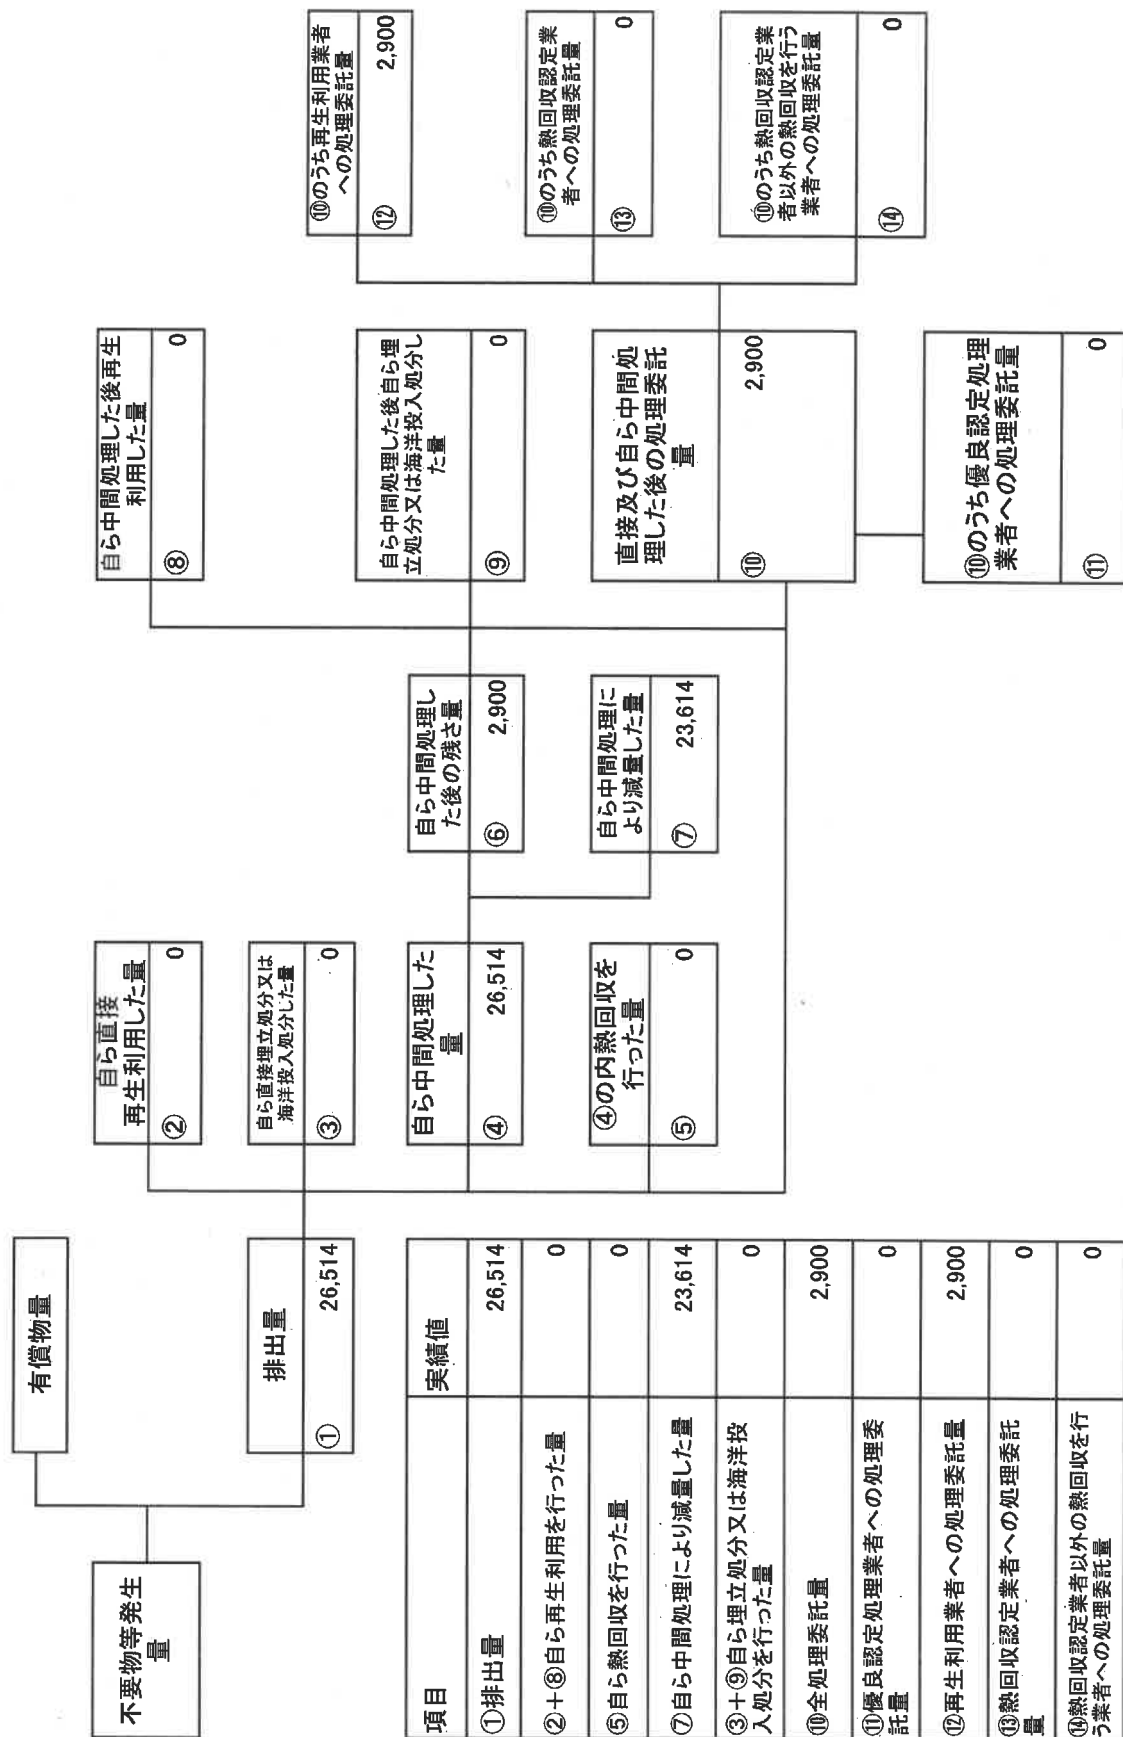 不要物等発生
量
有償物量
排出量
① 26,514
自ら直接
再生利用した量
② 0
自ら直接埋立処分又は
海洋投入処分した量
③ 0
自ら中間処理した
量
④ 26,514
④の内熱回収を
行った量
⑤ 0
自ら中間処理し
た後の残さ量
⑥ 2,900
自ら中間処理に
より減量した量
⑦ 23,614
自ら中間処理した後再生
利用した量
⑧ 0
自ら中間処理した後自ら埋
立処分又は海洋投入処分し
た量
⑨ 0
直接及び自ら中間処
理した後の処理委託
量
⑩ 2,900
⑩のうち優良認定処理
業者への処理委託量
⑪ 0
⑩のうち再生利用業者
への処理委託量
⑫ 2,900
⑩のうち熱回収認定業
者への処理委託量
⑬ 0
⑩のうち熱回収認定業
者以外の熱回収を行う
業者への処理委託量
⑭ 0
項目 実績値
①排出量 26,514
②+⑧自ら再生利用を行った量 0
⑤自ら熱回収を行った量 0
⑦自ら中間処理により減量した量 23,614
③+⑨自ら埋立処分又は海洋投
入処分を行った量 0
⑩全処理委託量 2,900
⑪優良認定処理業者への処理委
託量 0
⑫再生利用業者への処理委託量 2,900
⑬熱回収認定業者への処理委託
量 0
⑭熱回収認定業者以外の熱回収を行
う業者への処理委託量 0